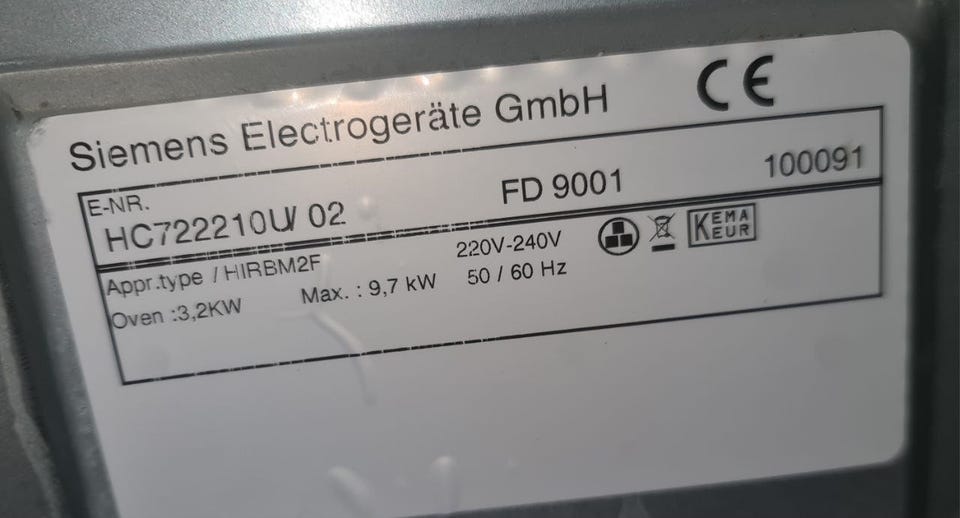 Siemens Electrogeräte GmbH CE
E-NR.
HC722210U/ 02 FD 9001 100091
Appr.type / HIRBM2F 220V-240V KEMA EUR
Oven :3,2KW Max. : 9,7 kW 50 / 60 Hz